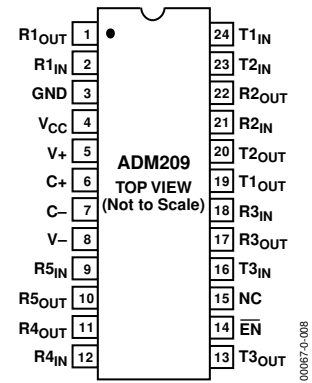 R1OUT 1 24 T1IN
R1IN 2 23 T2IN
GND 3 22 R2OUT
VCC 4 21 R2IN
V+ 5 20 T2OUT
C+ 6 19 T1OUT
C– 7 18 R3IN
V– 8 17 R3OUT
R5IN 9 16 T3IN
R5OUT 10 15 NC
R4OUT 11 14 EN
R4IN 12 13 T3OUT
ADM209
TOP VIEW
(Not to Scale)
00067-0-008